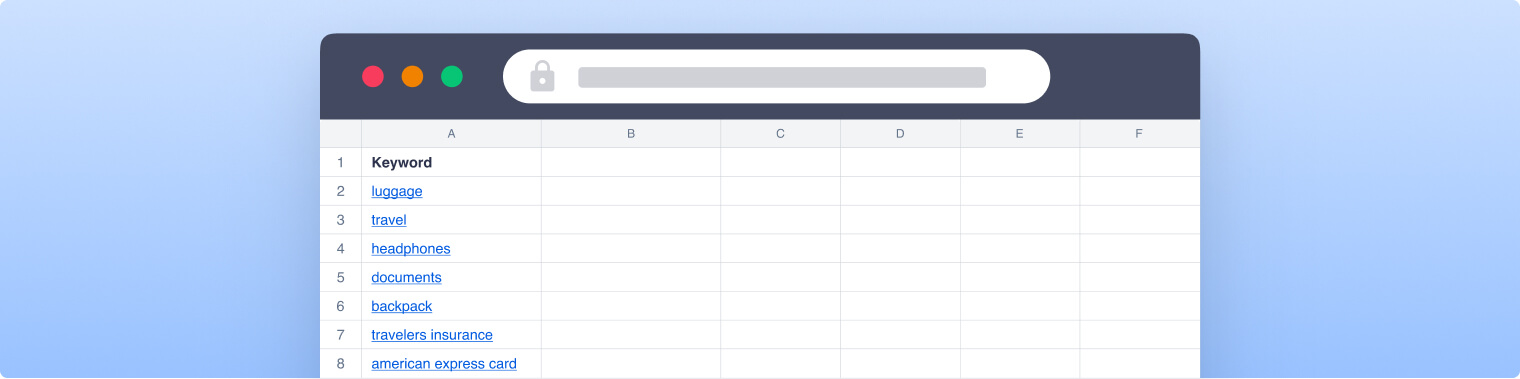 A B C D E F
1 Keyword
2 luggage
3 travel
4 headphones
5 documents
6 backpack
7 travelers insurance
8 american express card